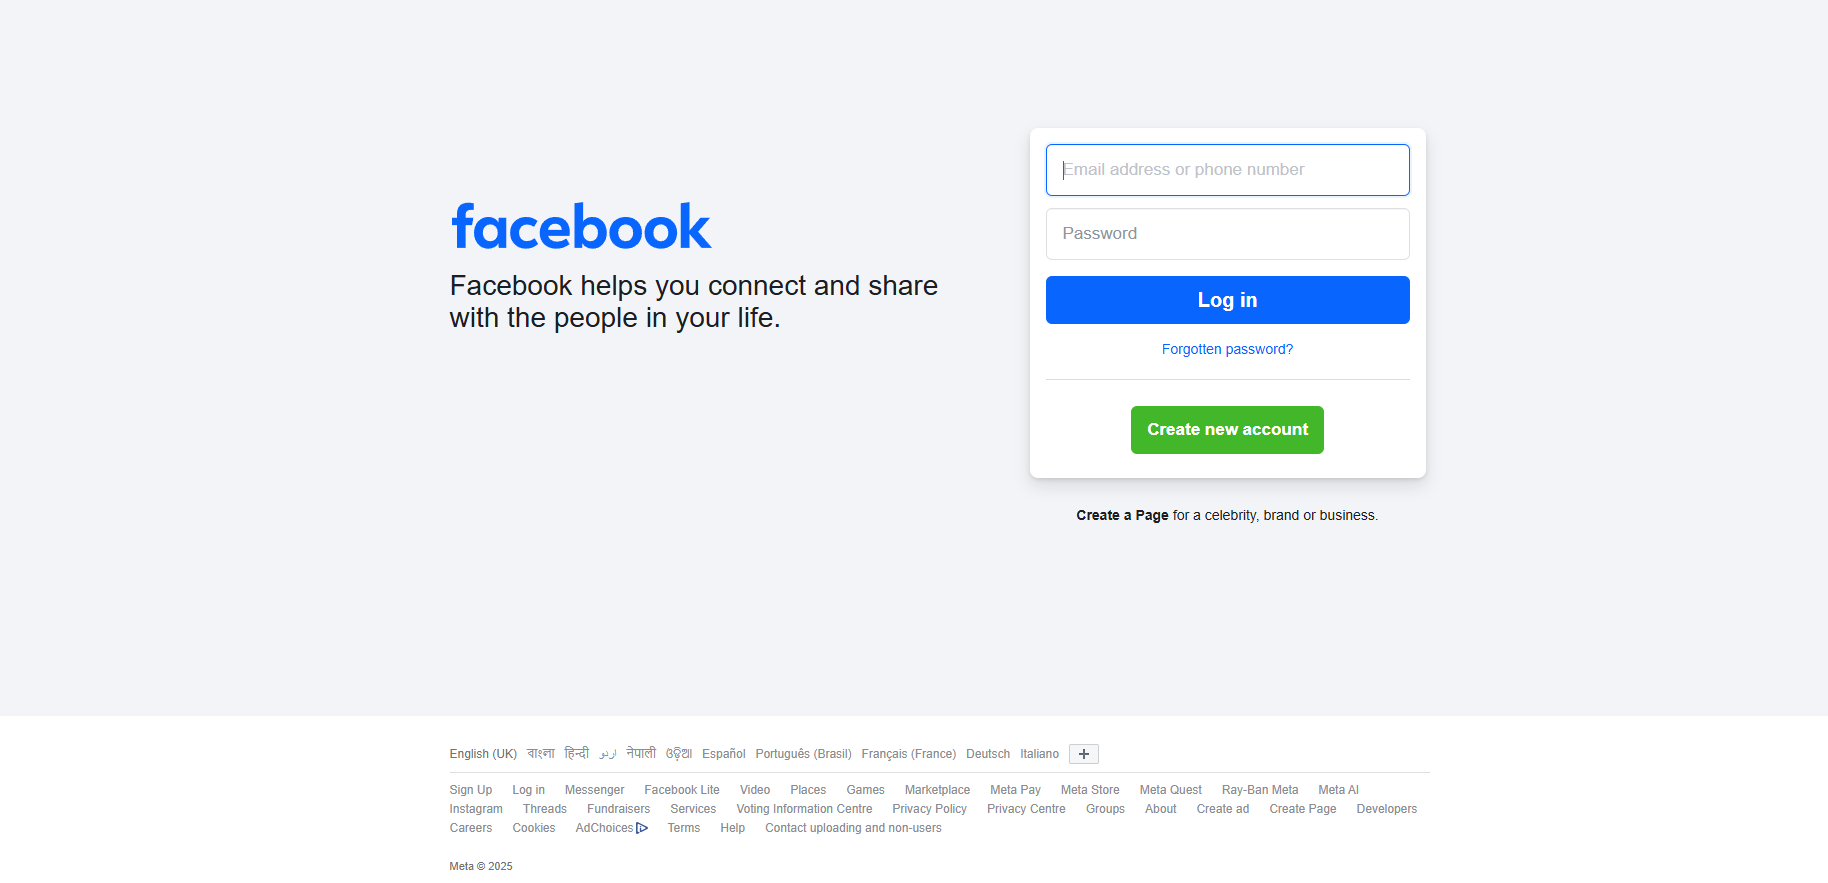 facebook
Facebook helps you connect and share
with the people in your life.
Email address or phone number
Password
Log in
Forgotten password?
Create new account
Create a Page for a celebrity, brand or business.
English (UK) বাংলা हिन्दी اردو नेपाली ଓଡ଼ିଆ Español Português (Brasil) Français (France) Deutsch Italiano
Sign Up Log in Messenger Facebook Lite Video Places Games Marketplace Meta Pay Meta Store Meta Quest Ray-Ban Meta Meta AI
Instagram Threads Fundraisers Services Voting Information Centre Privacy Policy Privacy Centre Groups About Create ad Create Page Developers
Careers Cookies AdChoices Terms Help Contact uploading and non-users
Meta © 2025